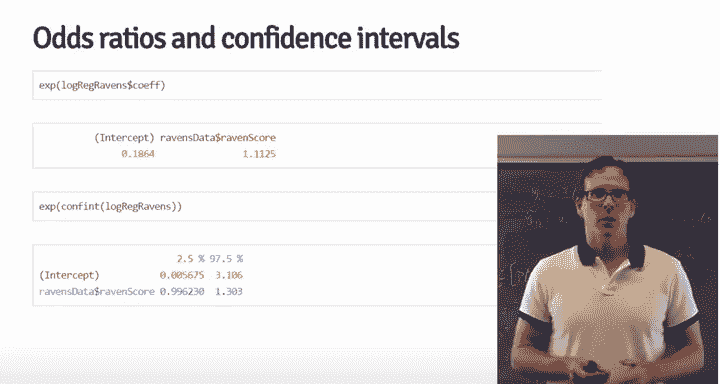 Odds ratios and confidence intervals
exp(logRegRavens$coeff)
(Intercept) ravensData$ravenScore
0.1864 1.1125
exp(confint(logRegRavens))
2.5 % 97.5 %
(Intercept) 0.005675 3.106
ravensData$ravenScore 0.996230 1.303